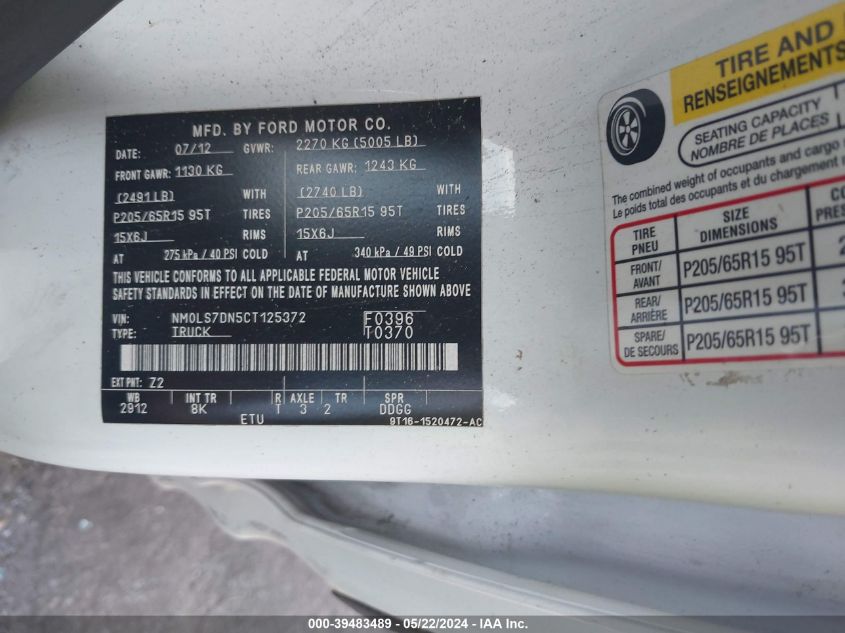 MFD. BY FORD MOTOR CO.
DATE: 07/12 GVWR: 2270 KG (5005 LB)
FRONT GAWR: 1130 KG REAR GAWR: 1243 KG
(2491 LB) WITH (2740 LB) WITH
P205/65R15 95T TIRES P205/65R15 95T TIRES
15X6J RIMS 15X6J RIMS
AT 275 kPa / 40 PSI COLD AT 340 kPa / 49 PSI COLD
THIS VEHICLE CONFORMS TO ALL APPLICABLE FEDERAL MOTOR VEHICLE
SAFETY STANDARDS IN EFFECT ON THE DATE OF MANUFACTURE SHOWN ABOVE
VIN: NM0LS7DN5CT125372 F0396
TYPE: TRUCK T0370
EXT PNT: Z2
WB INT TR R AXLE TR SPR
2912 8K T 3 2 DDGG
ETU 9T16-1520472-AC
TIRE AND
RENSEIGNEMENTS
SEATING CAPACITY
NOMBRE DE PLACES
The combined weight of occupants and cargo
Le poids total des occupants et du chargement
TIRE SIZE
PNEU DIMENSIONS
FRONT/
AVANT P205/65R15 95T
REAR/
ARRIÈRE P205/65R15 95T
SPARE/
DE SECOURS P205/65R15 95T
000-39483489 - 05/22/2024 - IAA Inc.